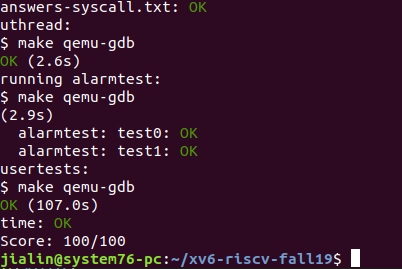 answers-syscall.txt: OK
uthread:
$ make qemu-gdb
OK (2.6s)
running alarmtest:
$ make qemu-gdb
(2.9s)
  alarmtest: test0: OK
  alarmtest: test1: OK
usertests:
$ make qemu-gdb
OK (107.0s)
time: OK
Score: 100/100
jialin@system76-pc:~/xv6-riscv-fall19$